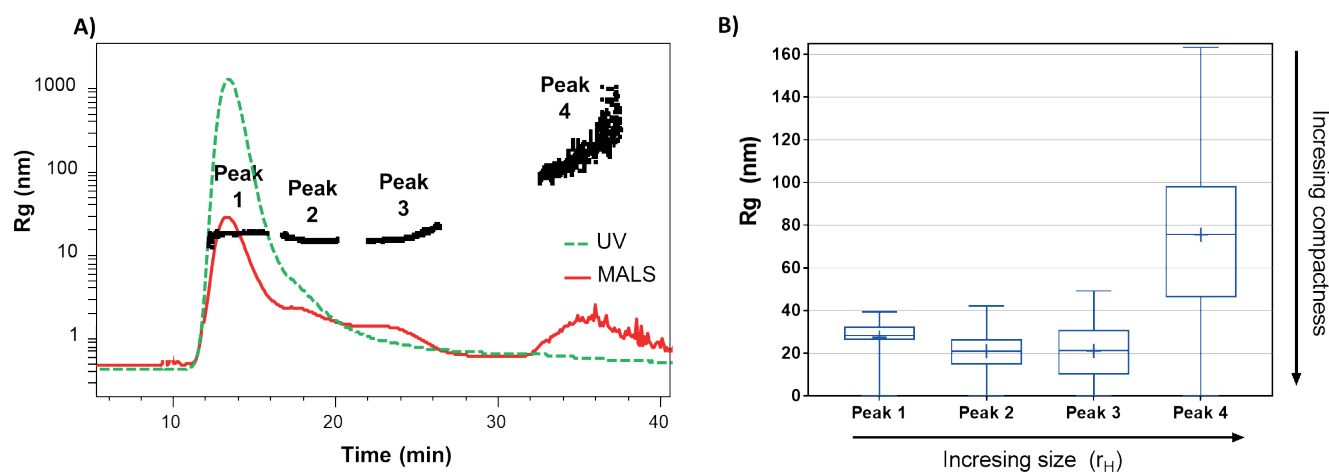 A)
1000
100
10
1
Rg (nm)
Peak
1
Peak
2
Peak
3
Peak
4
UV
MALS
10
20
30
40
Time (min)
B)
160
140
120
100
80
60
40
20
0
Rg (nm)
Peak 1
Peak 2
Peak 3
Peak 4
Incresing size (rH)
Incresing compactness